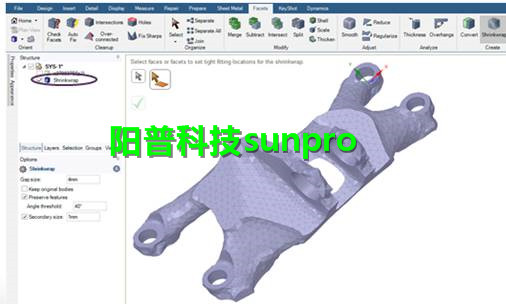 File Design Insert Detail Display Measure Repair Prepare Sheet Metal Facets KeyShot Dynamics
Home
Plan View
Spin
Pan
Zoom
Orient
Check Facets
Auto Fix
Over-connected
Intersections
Holes
Fix Sharps
Cleanup
Select
Separate
Separate All
Join
Organize
Merge
Subtract
Intersect
Split
Shell
Scale
Thicken
Modify
Smooth
Reduce
Regularize
Adjust
Thickness
Overhangs
Analyze
Convert
Shrinkwrap
Create
Properties Appearance
Structure
SYS-1*
Shrinkwrap
Select faces or facets to set tight fitting locations for the shrinkwrap.
阳普科技sunpro
Structure Layers Selection Groups Views
Options
Shrinkwrap
Gap size: 4mm
Keep original bodies
Preserve features
Angle threshold: 40°
Secondary size: 1mm